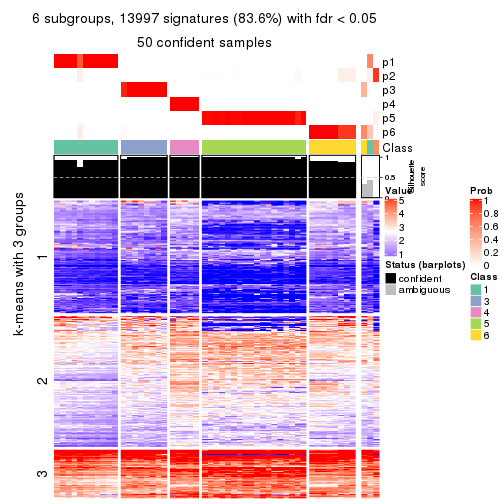 6 subgroups, 13997 signatures (83.6%) with fdr < 0.05
50 confident samples
p1
p2
p3
p4
p5
p6
Class
1
0.5
0
Silhouette
score
k-means with 3 groups
1
2
3
Value
5
4
3
2
1
Status (barplots)
confident
ambiguous
Prob
1
0.8
0.6
0.4
0.2
0
Class
1
3
4
5
6